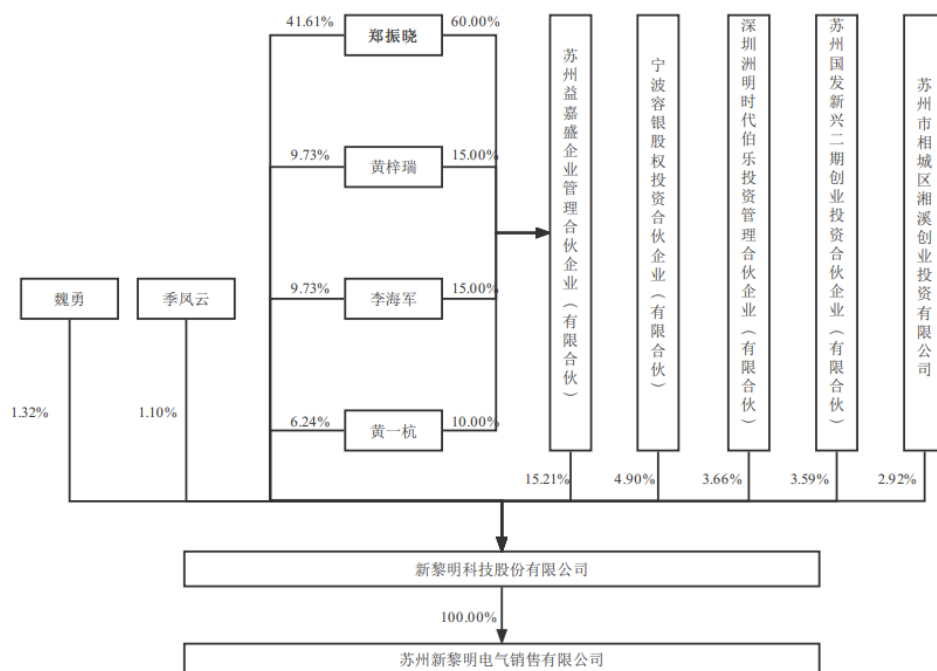 41.61%
郑振晓
60.00%
9.73%
黄梓瑞
15.00%
9.73%
李海军
15.00%
6.24%
黄一杭
10.00%
魏勇
季凤云
1.32%
1.10%
苏州益嘉盛企业管理合伙企业（有限合伙）
宁波容银股权投资合伙企业（有限合伙）
深圳洲明时代伯乐投资管理合伙企业（有限合伙）
苏州国发新兴二期创业投资合伙企业（有限合伙）
苏州市相城区湘溪创业投资有限公司
15.21%
4.90%
3.66%
3.59%
2.92%
新黎明科技股份有限公司
100.00%
苏州新黎明电气销售有限公司